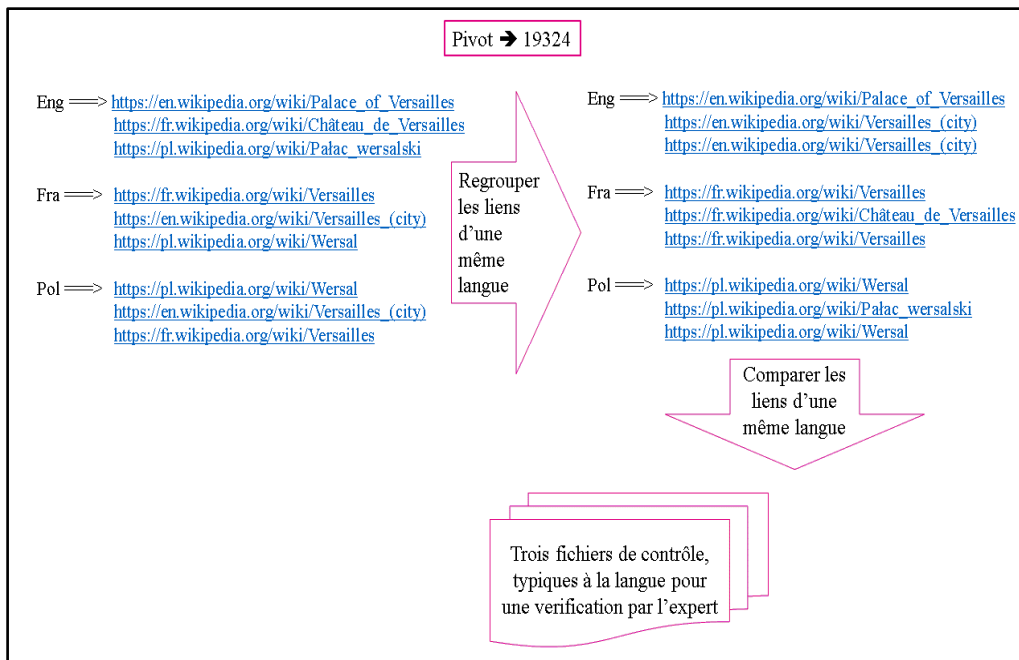 Pivot ➔ 19324
Eng ==> https://en.wikipedia.org/wiki/Palace_of_Versailles
https://fr.wikipedia.org/wiki/Château_de_Versailles
https://pl.wikipedia.org/wiki/Pałac_wersalski
Fra ==> https://fr.wikipedia.org/wiki/Versailles
https://en.wikipedia.org/wiki/Versailles_(city)
https://pl.wikipedia.org/wiki/Wersal
Pol ==> https://pl.wikipedia.org/wiki/Wersal
https://en.wikipedia.org/wiki/Versailles_(city)
https://fr.wikipedia.org/wiki/Versailles
Regrouper
les liens
d’une
même
langue
Eng ==> https://en.wikipedia.org/wiki/Palace_of_Versailles
https://en.wikipedia.org/wiki/Versailles_(city)
https://en.wikipedia.org/wiki/Versailles_(city)
Fra ==> https://fr.wikipedia.org/wiki/Versailles
https://fr.wikipedia.org/wiki/Château_de_Versailles
https://fr.wikipedia.org/wiki/Versailles
Pol ==> https://pl.wikipedia.org/wiki/Wersal
https://pl.wikipedia.org/wiki/Pałac_wersalski
https://pl.wikipedia.org/wiki/Wersal
Comparer les
liens d’une
même langue
Trois fichiers de contrôle,
typiques à la langue pour
une verification par l’expert